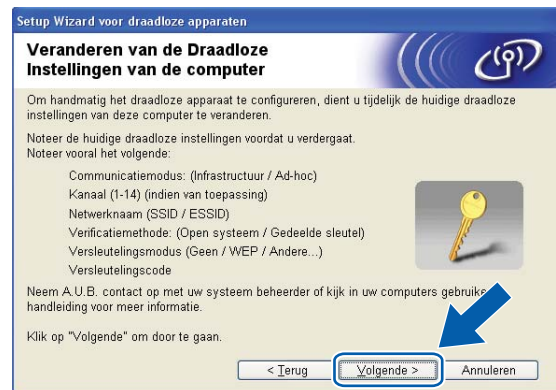 Setup Wizard voor draadloze apparaten
Veranderen van de Draadloze
Instellingen van de computer
Om handmatig het draadloze apparaat te configureren, dient u tijdelijk de huidige draadloze
instellingen van deze computer te veranderen.
Noteer de huidige draadloze instellingen voordat u verdergaat.
Noteer vooral het volgende:
Communicatiemodus: (Infrastructuur / Ad-hoc)
Kanaal (1-14) (indien van toepassing)
Netwerknaam (SSID / ESSID)
Verificatiemethode: (Open systeem / Gedeelde sleutel)
Versleutelingsmodus (Geen / WEP / Andere...)
Versleutelingscode
Neem A.U.B. contact op met uw systeem beheerder of kijk in uw computers
handleiding voor meer informatie.
Klik op "Volgende" om door te gaan.
< Terug Volgende > Annuleren